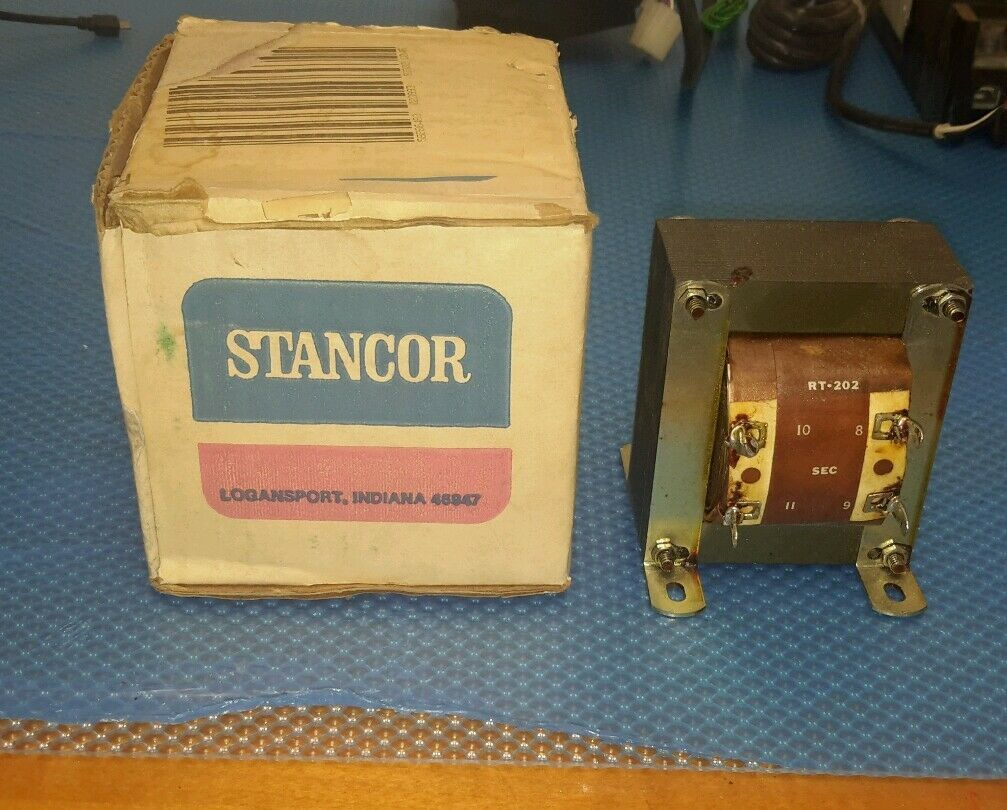 STANCOR
LOGANSPORT, INDIANA 46947
RT-202
10 8
SEC
11 9